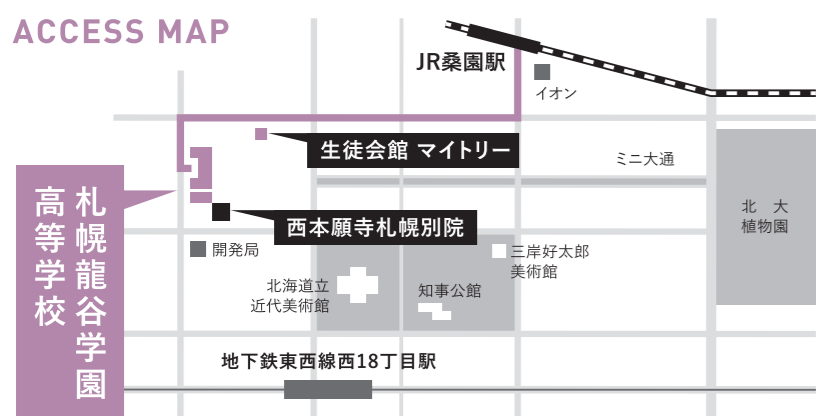 ACCESS MAP
JR桑園駅
イオン
生徒会館 マイトリー
ミニ大通
札幌龍谷学園
高等学校
西本願寺札幌別院
北 大
植物園
開発局
三岸好太郎
美術館
北海道立
近代美術館
知事公館
地下鉄東西線西18丁目駅